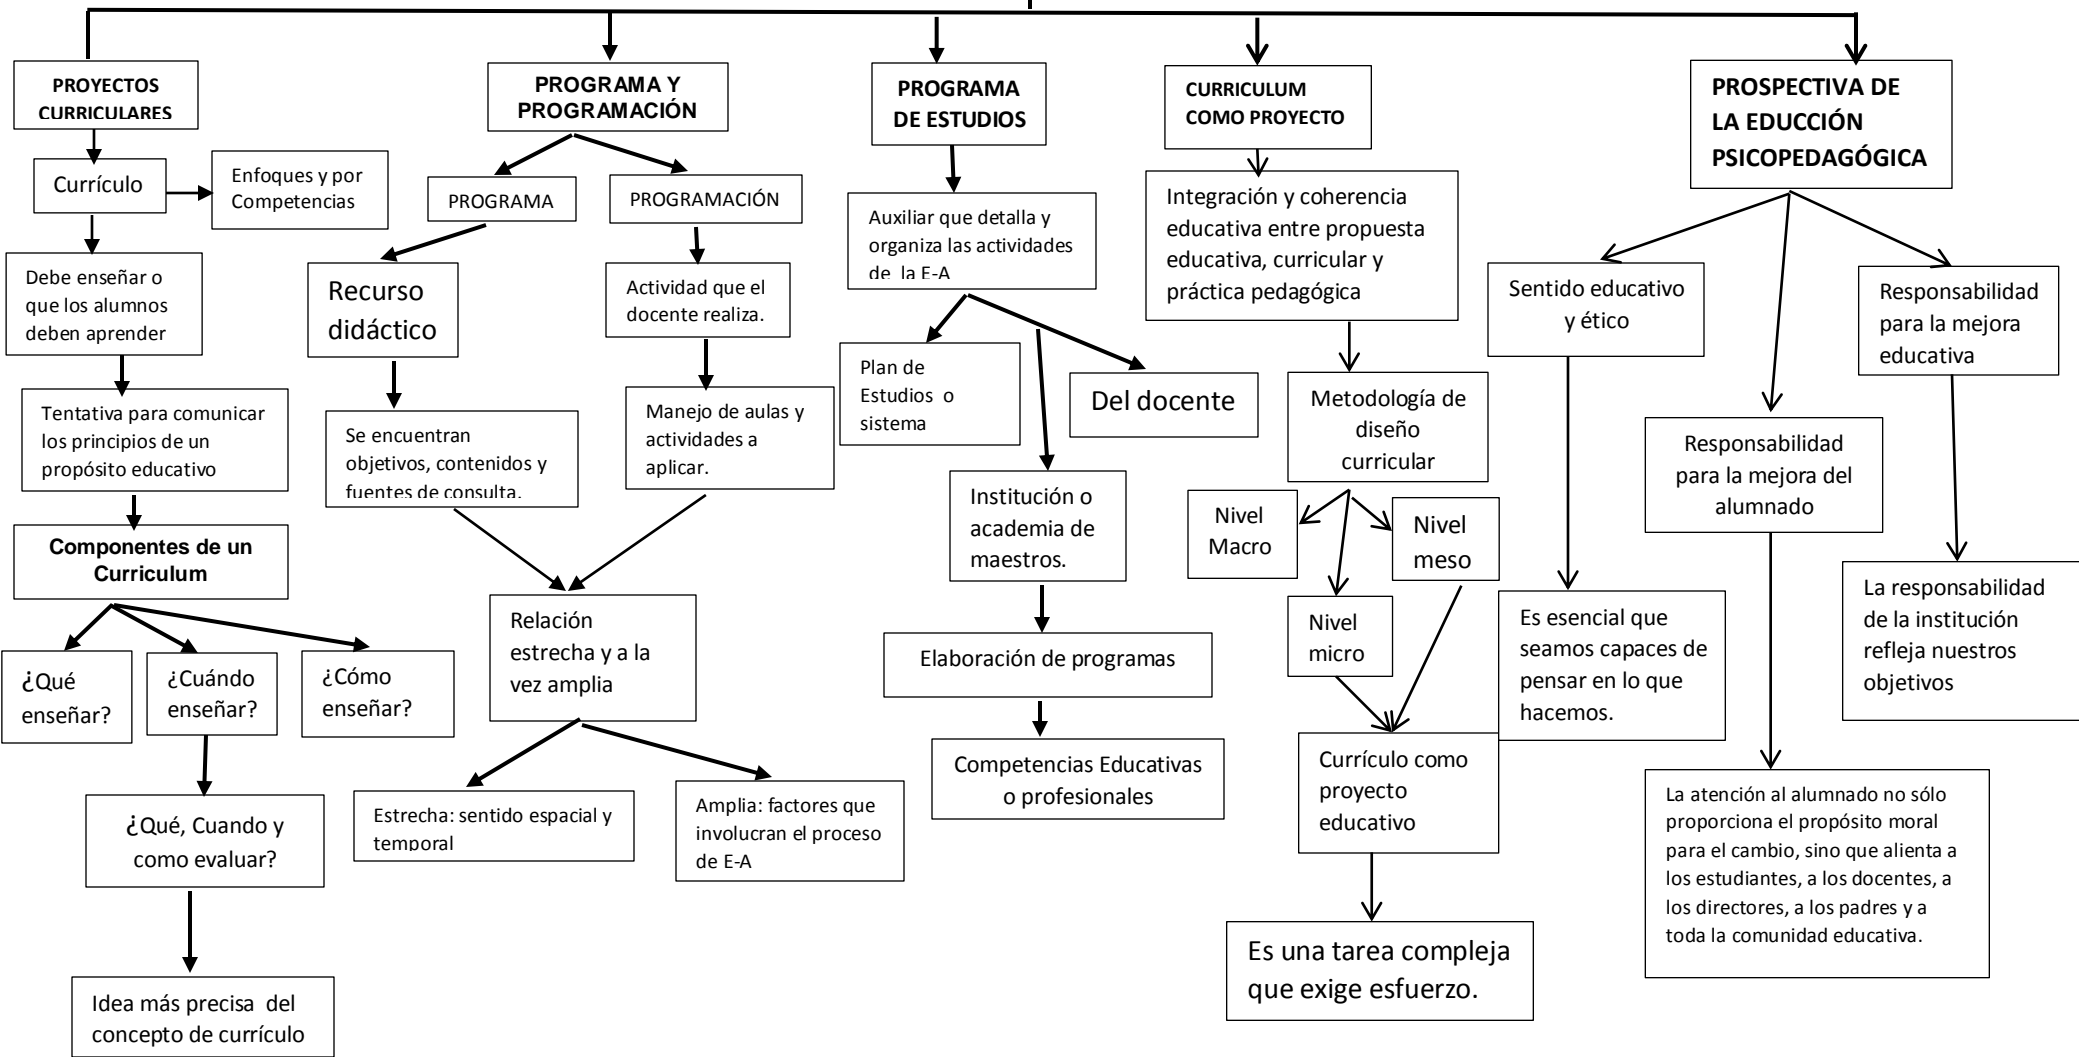 PROYECTOS
CURRICULARES
Currículo
Enfoques y por
Competencias
Debe enseñar o
que los alumnos
deben aprender
Tentativa para comunicar
los principios de un
propósito educativo
Componentes de un
Curriculum
¿Qué
enseñar?
¿Cuándo
enseñar?
¿Cómo
enseñar?
¿Qué, Cuando y
como evaluar?
Idea más precisa del
concepto de currículo
PROGRAMA Y
PROGRAMACIÓN
PROGRAMA
PROGRAMACIÓN
Recurso
didáctico
Actividad que el
docente realiza.
Se encuentran
objetivos, contenidos y
fuentes de consulta.
Manejo de aulas y
actividades a
aplicar.
Relación
estrecha y a la
vez amplia
Estrecha: sentido espacial y
temporal
Amplia: factores que
involucran el proceso
de E-A
PROGRAMA
DE ESTUDIOS
Auxiliar que detalla y
organiza las actividades
de la E-A
Plan de
Estudios o
sistema
Del docente
Institución o
academia de
maestros.
Elaboración de programas
Competencias Educativas
o profesionales
CURRICULUM
COMO PROYECTO
Integración y coherencia
educativa entre propuesta
educativa, curricular y
práctica pedagógica
Metodología de
diseño
curricular
Nivel
Macro
Nivel
micro
Nivel
meso
Currículo como
proyecto
educativo
Es una tarea compleja
que exige esfuerzo.
PROSPECTIVA DE
LA EDUCCIÓN
PSICOPEDAGÓGICA
Sentido educativo
y ético
Es esencial que
seamos capaces de
pensar en lo que
hacemos.
Responsabilidad
para la mejora del
alumnado
La atención al alumnado no sólo
proporciona el propósito moral
para el cambio, sino que alienta a
los estudiantes, a los docentes, a
los directores, a los padres y a
toda la comunidad educativa.
Responsabilidad
para la mejora
educativa
La responsabilidad
de la institución
refleja nuestros
objetivos